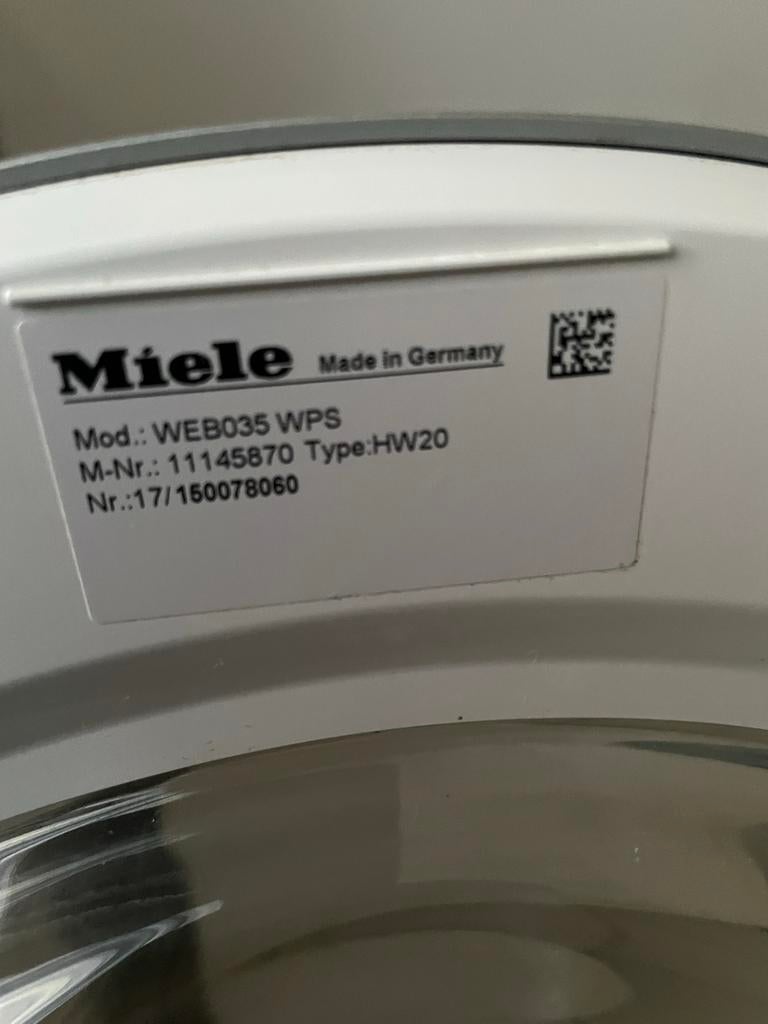 Miele Made in Germany
Mod.: WEB035 WPS
M-Nr.: 11145870 Type:HW20
Nr.:17/150078060